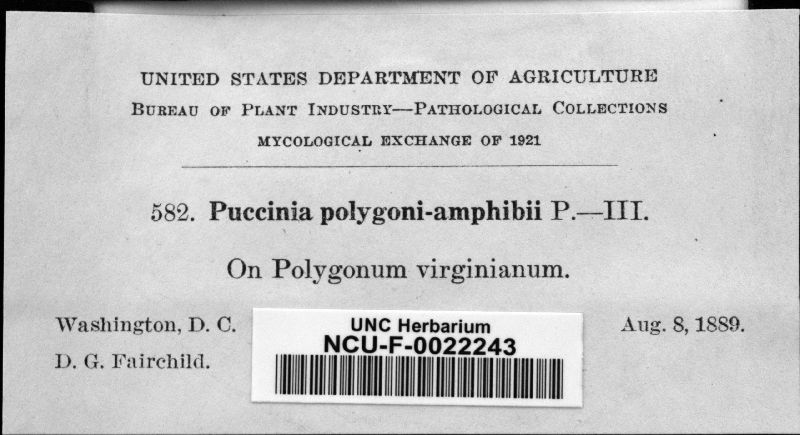 UNITED STATES DEPARTMENT OF AGRICULTURE
BUREAU OF PLANT INDUSTRY—PATHOLOGICAL COLLECTIONS
MYCOLOGICAL EXCHANGE OF 1921
582. Puccinia polygoni-amphibii P.—III.
On Polygonum virginianum.
Washington, D. C.
Aug. 8, 1889.
D. G. Fairchild.
UNC Herbarium
NCU-F-0022243